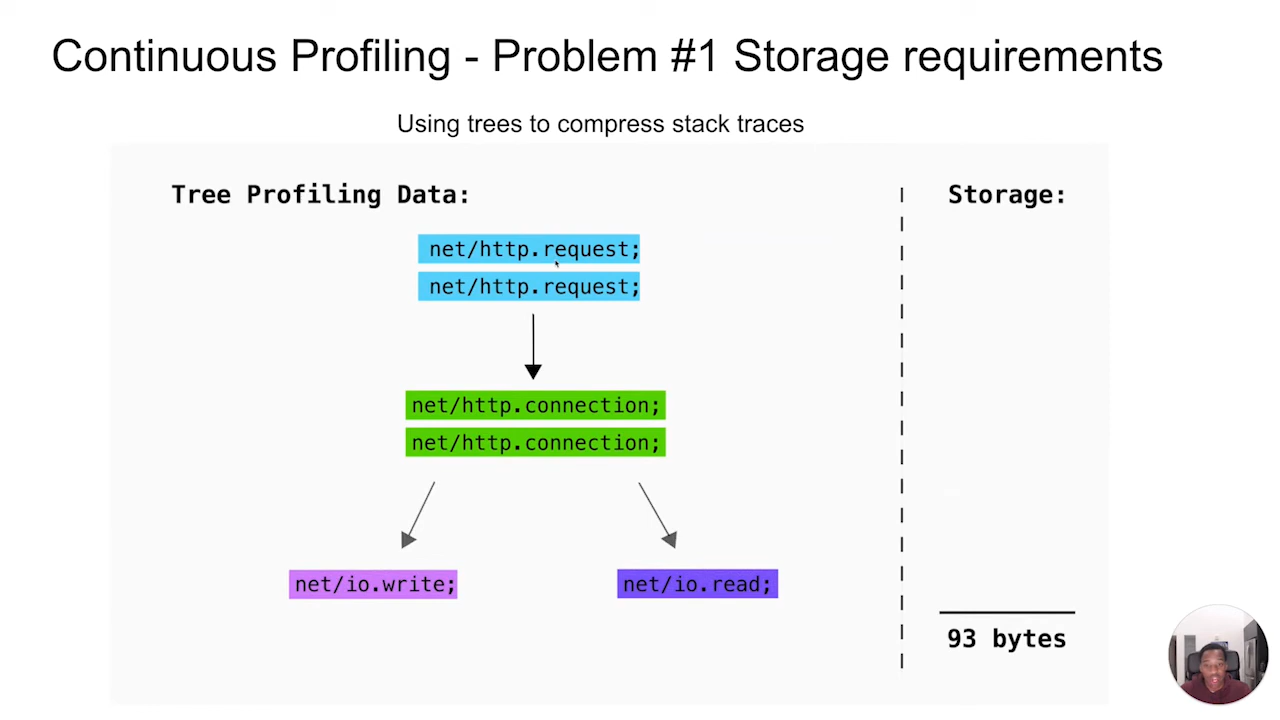 Continuous Profiling - Problem #1 Storage requirements
Using trees to compress stack traces
Tree Profiling Data:
Storage:
net/http.request;
net/http.request;
net/http.connection;
net/http.connection;
net/io.write;
net/io.read;
93 bytes